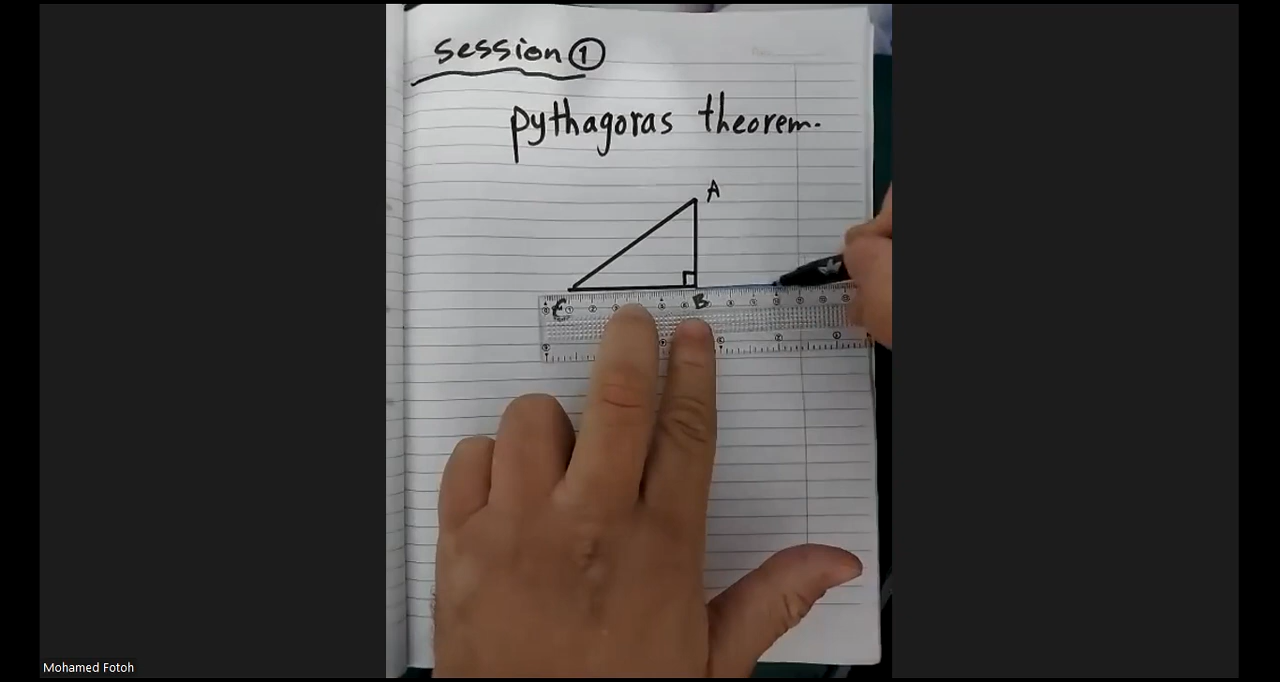 Session ①
pythagoras theorem.
A
C
B
Mohamed Fotoh